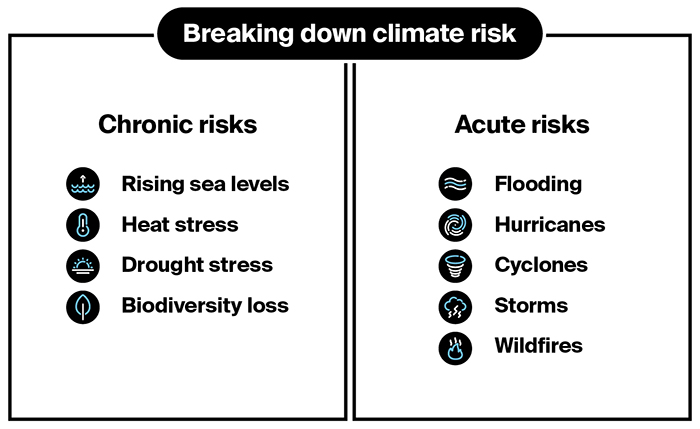 Breaking down climate risk
Chronic risks
Rising sea levels
Heat stress
Drought stress
Biodiversity loss
Acute risks
Flooding
Hurricanes
Cyclones
Storms
Wildfires